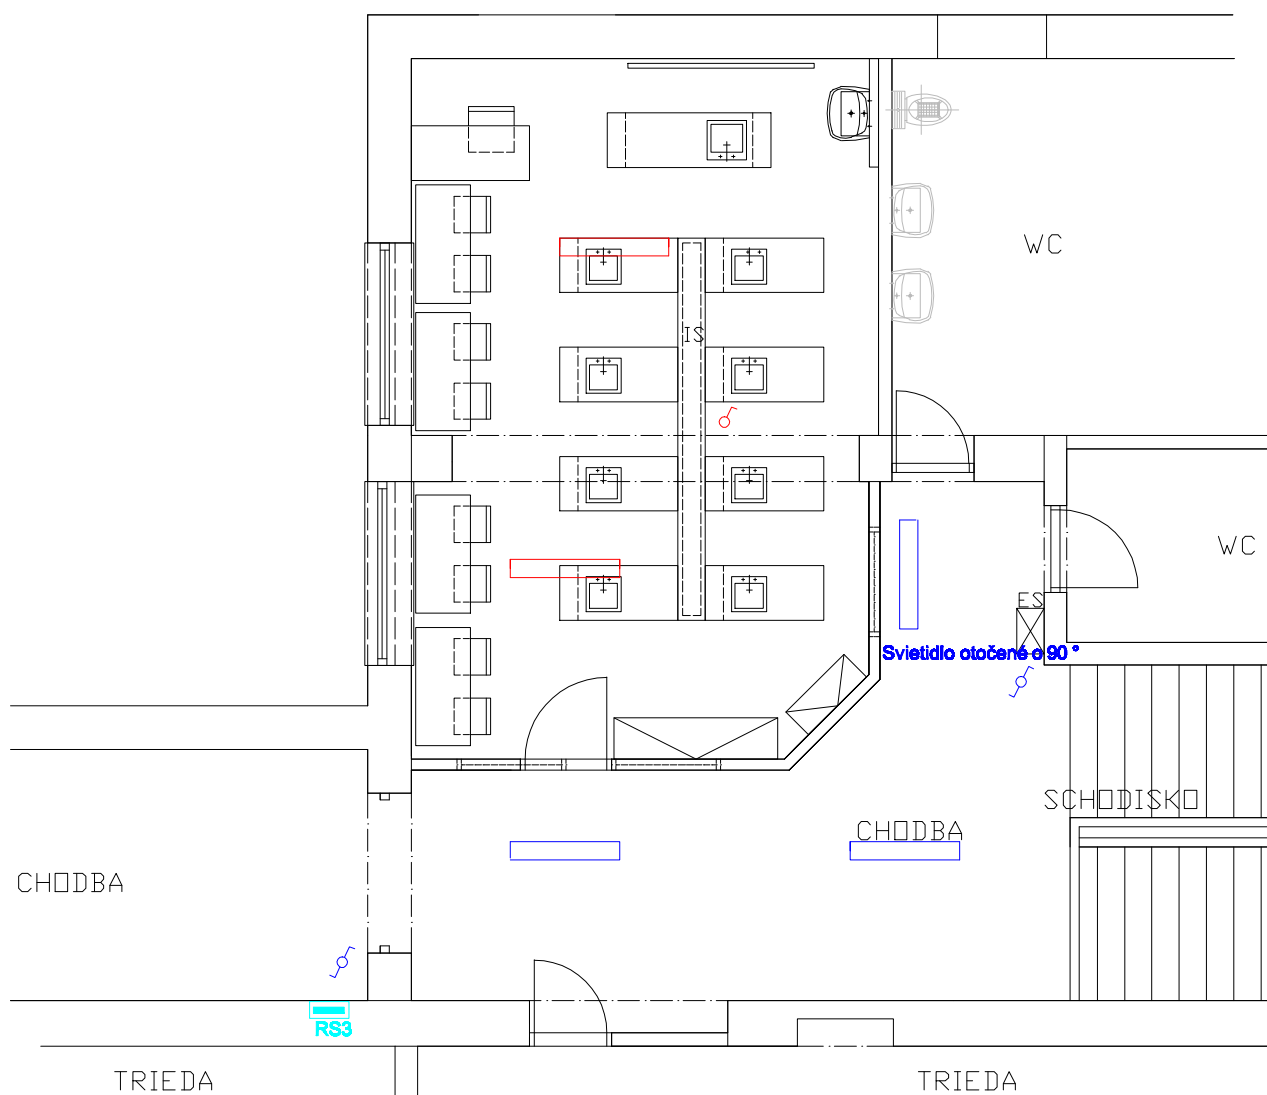 WC
IS
WC
ES
Svietidlo otočené o 90 °
SCHODISKO
CHODBA
CHODBA
RS3
TRIEDA
TRIEDA